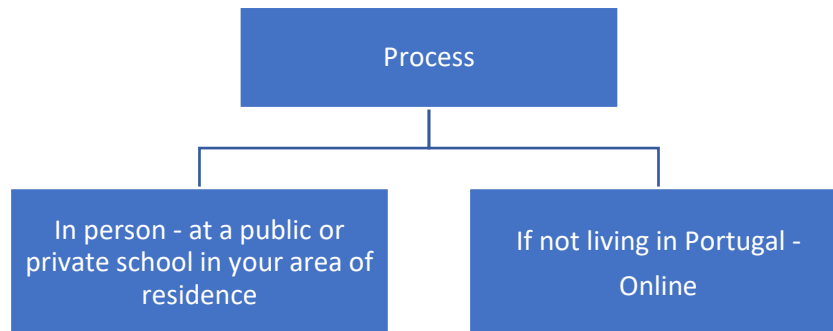 Process
In person - at a public or
private school in your area of
residence
If not living in Portugal -
Online